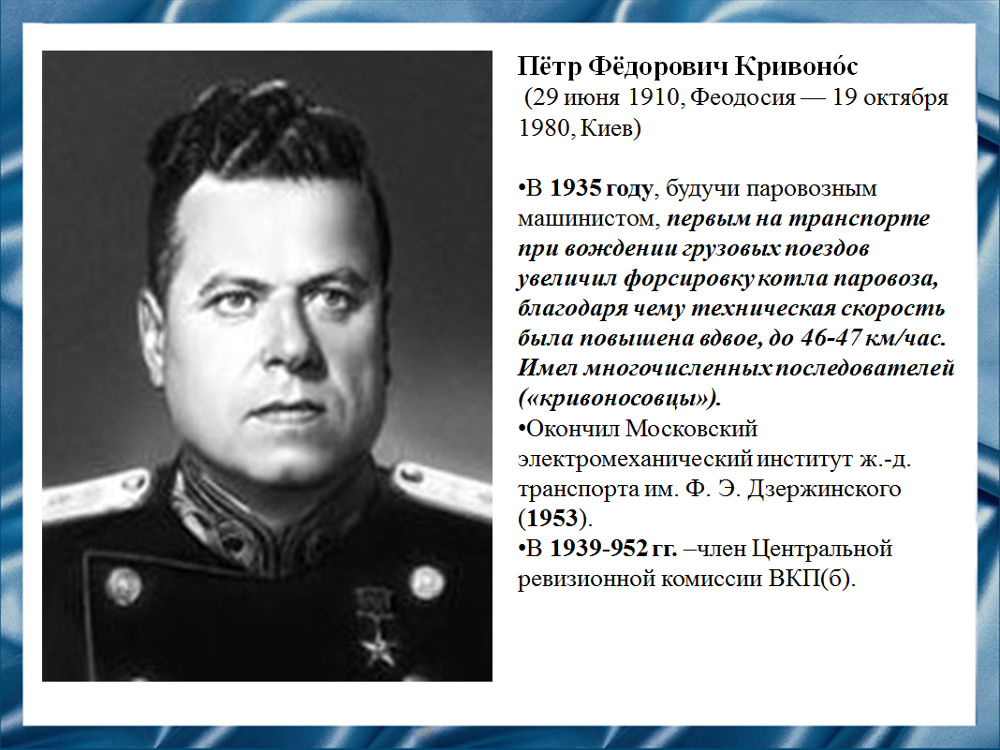 Пётр Фёдорович Кривоно́с
(29 июня 1910, Феодосия — 19 октября
1980, Киев)
•В 1935 году, будучи паровозным
машинистом, первым на транспорте
при вождении грузовых поездов
увеличил форсировку котла паровоза,
благодаря чему техническая скорость
была повышена вдвое, до 46-47 км/час.
Имел многочисленных последователей
(«кривоносовцы»).
•Окончил Московский
электромеханический институт ж.-д.
транспорта им. Ф. Э. Дзержинского
(1953).
•В 1939-952 гг. –член Центральной
ревизионной комиссии ВКП(б).